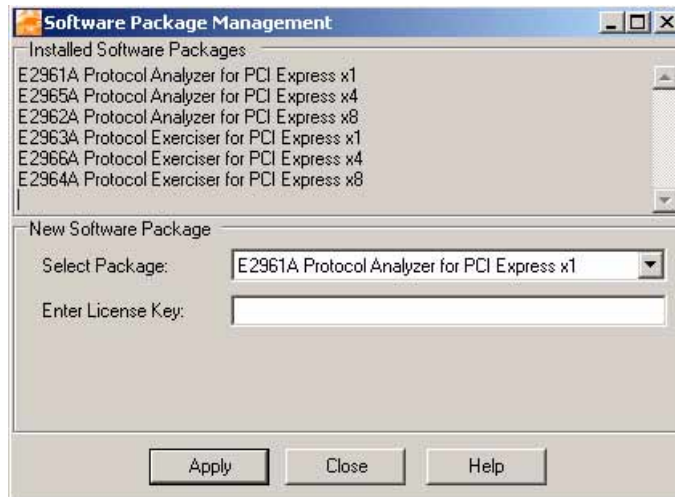 Software Package Management
Installed Software Packages
E2961A Protocol Analyzer for PCI Express x1
E2965A Protocol Analyzer for PCI Express x4
E2962A Protocol Analyzer for PCI Express x8
E2963A Protocol Exerciser for PCI Express x1
E2966A Protocol Exerciser for PCI Express x4
E2964A Protocol Exerciser for PCI Express x8
New Software Package
Select Package: E2961A Protocol Analyzer for PCI Express x1
Enter License Key:
Apply Close Help